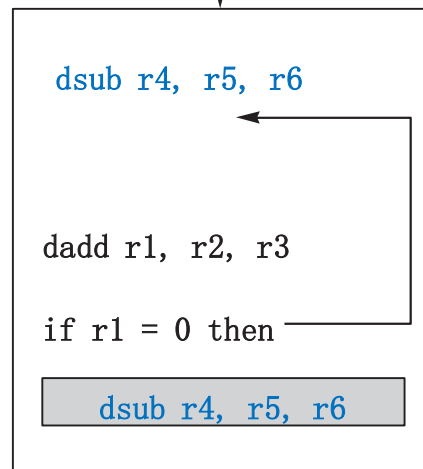 dsub r4, r5, r6
dadd r1, r2, r3
if r1 = 0 then
dsub r4, r5, r6